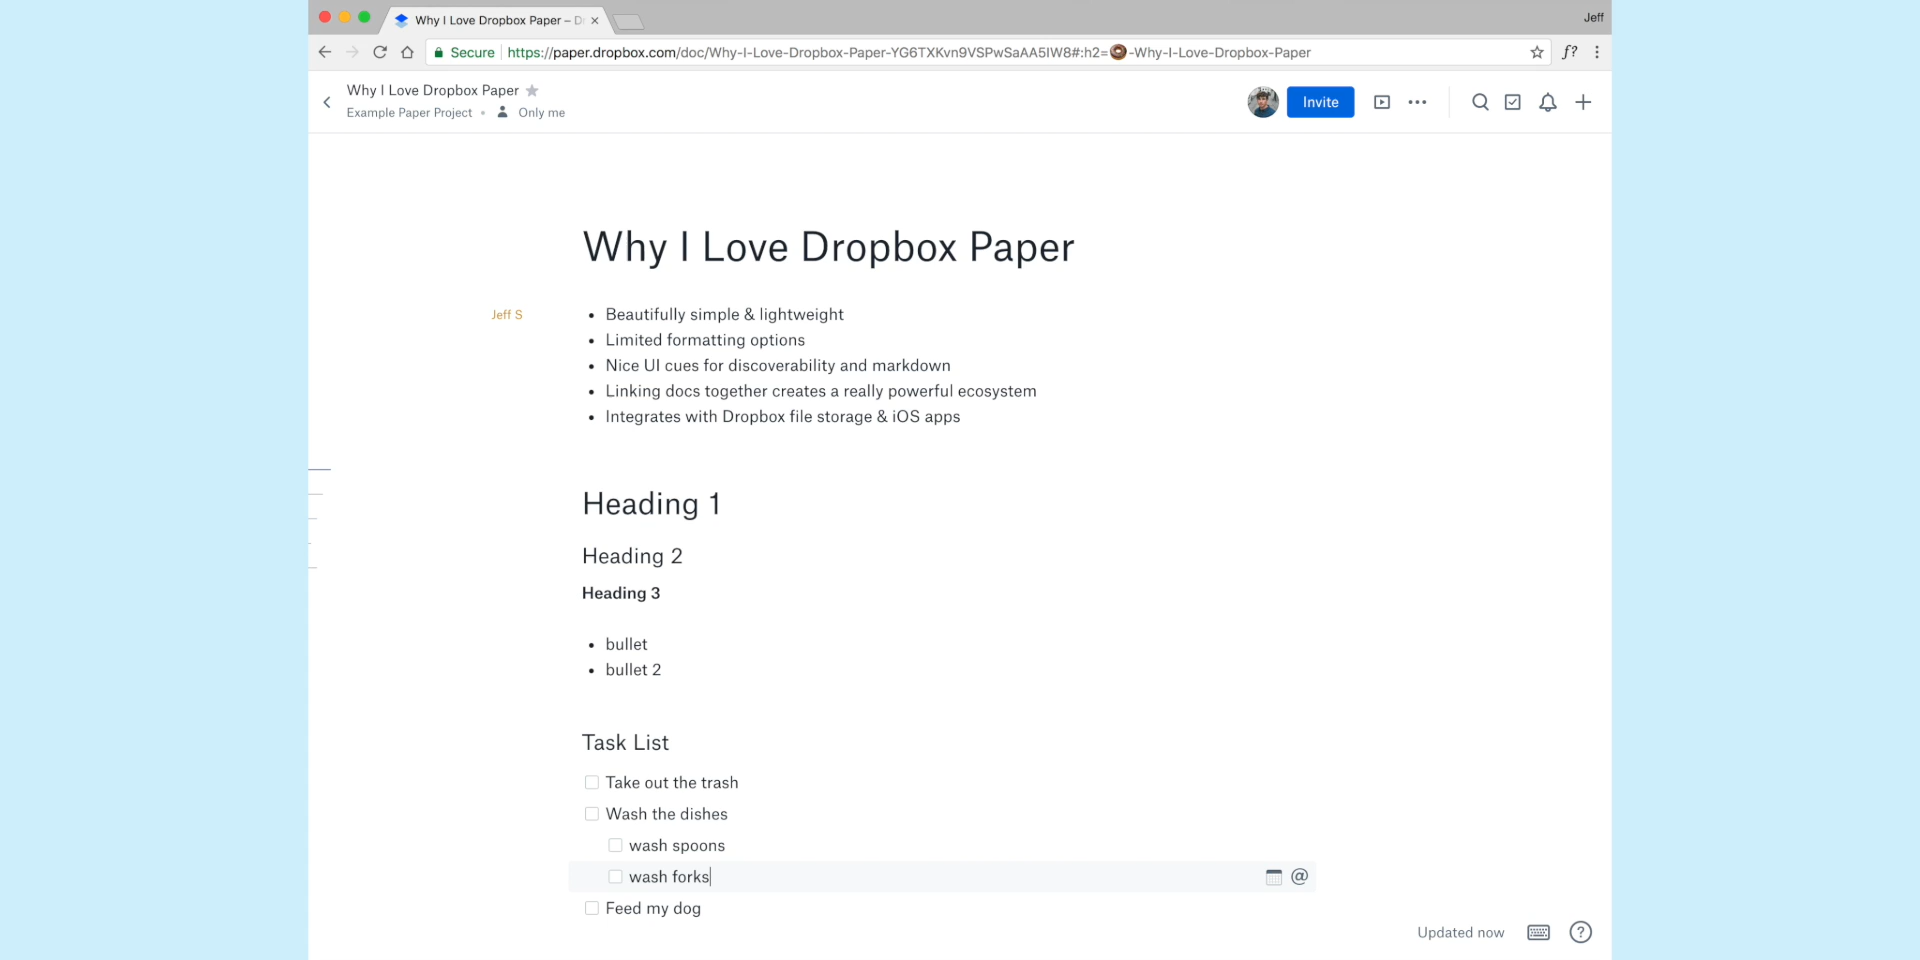 Why I Love Dropbox Paper – Dr
Jeff
Secure https://paper.dropbox.com/doc/Why-I-Love-Dropbox-Paper-YG6TXKvn9VSPwSaAA5IW8#:h2=🍩-Why-I-Love-Dropbox-Paper
f?
Why I Love Dropbox Paper
Example Paper Project • Only me
Invite
Why I Love Dropbox Paper
Jeff S
• Beautifully simple & lightweight
• Limited formatting options
• Nice UI cues for discoverability and markdown
• Linking docs together creates a really powerful ecosystem
• Integrates with Dropbox file storage & iOS apps
Heading 1
Heading 2
Heading 3
• bullet
• bullet 2
Task List
Take out the trash
Wash the dishes
wash spoons
wash forks
@
Feed my dog
Updated now
?